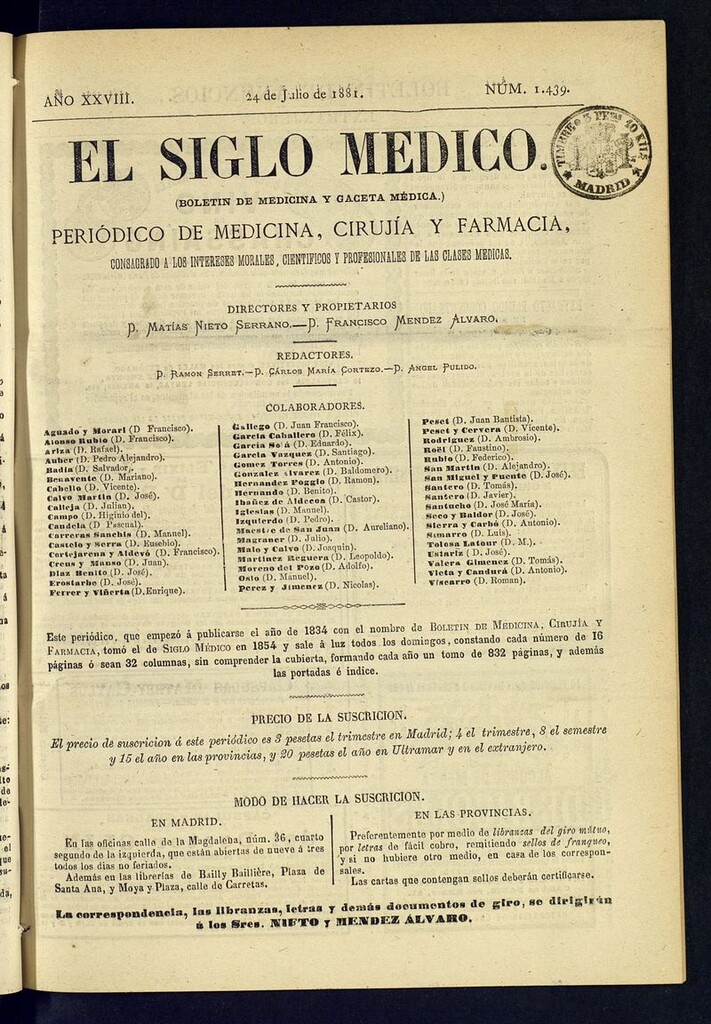 AÑO XXVIII.
24 de Julio de 1881.
NÚM. 1.439.
EL SIGLO MEDICO.
TIMBRE 3 PETAS 10 KILS
MADRID
(BOLETIN DE MEDICINA Y GACETA MÉDICA.)
PERIÓDICO DE MEDICINA, CIRUJÍA Y FARMACIA,
CONSAGRADO A LOS INTERESES MORALES, CIENTIFICOS Y PROFESIONALES DE LAS CLASES MEDICAS.
DIRECTORES Y PROPIETARIOS
D. MATÍAS NIETO SERRANO.—D. FRANCISCO MENDEZ ALVARO.
REDACTORES.
D. RAMON SERRET.—D. CÁRLOS MARÍA CORTEZO.—D. ANGEL PULIDO.
COLABORADORES.
Aguado y Morari (D Francisco).
Alonso Rubio (D. Francisco).
Ariza (D. Rafael).
Auber (D. Pedro Alejandro).
Badía (D. Salvador).
Benavente (D. Mariano).
Cabello (D. Vicente).
Calvo Martin (D. José).
Calleja (D. Julian).
Campo (D. Higinio del).
Candela (D Pascual).
Carreras Sanchis (D. Manuel).
Castelo y Serra (D. Eusebio).
Cortejarena y Aldevó (D. Francisco).
Creus y Manso (D. Juan).
Diaz Benito (D. José).
Erostarbe (D. José).
Ferrer y Viñerta (D. Enrique).
Gallego (D. Juan Francisco).
García Caballero (D. Félix).
García Solá (D. Eduardo).
García Vazquez (D. Santiago).
Gomez Torres (D. Antonio).
Gonzalez Alvarez (D. Baldomero).
Hernandez Poggio (D. Ramon).
Hernando (D. Benito).
Ibañez de Aldecoa (D. Castor).
Iglesias (D. Manuel).
Izquierdo (D. Pedro).
Maestre de San Juan (D. Aureliano).
Magraner (D. Julio).
Malo y Calvo (D. Joaquin).
Martinez Reguera (D. Leopoldo).
Moreno del Pozo (D. Adolfo).
Osio (D. Manuel).
Perez y Jimenez (D. Nicolas).
Peset (D. Juan Bautista).
Peset y Cervera (D. Vicente).
Rodriguez (D. Ambrosio).
Roël (D. Faustino).
Rubio (D. Federico).
San Martin (D. Alejandro).
San Miguel y Puente (D. José).
Santero (D. Tomás).
Santero (D. Javier).
Santucho (D. José María).
Seco y Baldor (D. José).
Sierra y Carbó (D. Antonio).
Simarro (D. Luis).
Tolosa Latour (D. M.).
Ustariz (D. José).
Valera Gimenez (D. Tomás).
Vieta y Candurá (D. Antonio).
Viscarro (D. Roman).
Este periódico, que empezó á publicarse el año de 1834 con el nombre de BOLETIN DE MEDICINA, CIRUJÍA Y
FARMACIA, tomó el de SIGLO MÉDICO en 1854 y sale á luz todos los domingos, constando cada número de 16
páginas ó sean 32 columnas, sin comprender la cubierta, formando cada año un tomo de 832 páginas, y además
las portadas é índice.
PRECIO DE LA SUSCRICION.
El precio de suscricion á este periódico es 3 pesetas el trimestre en Madrid; 4 el trimestre, 8 el semestre
y 15 el año en las provincias, y 20 pesetas el año en Ultramar y en el extranjero.
MODO DE HACER LA SUSCRICION.
EN MADRID.
En las oficinas calle de la Magdalena, núm. 36, cuarto
segundo de la izquierda, que están abiertas de nueve á tres
todos los dias no feriados.
Además en las librerías de Bailly Baillière, Plaza de
Santa Ana, y Moya y Plaza, calle de Carretas.
EN LAS PROVINCIAS.
Preferentemente por medio de libranzas del giro mútuo,
por letras de fácil cobro, remitiendo sellos de franqueo,
y si no hubiere otro medio, en casa de los correspon-
sales.
Las cartas que contengan sellos deberán certificarse.
La correspondencia, las libranzas, letras y demás documentos de giro, se dirigirán
á los Sres. NIETO y MENDEZ ÁLVARO.